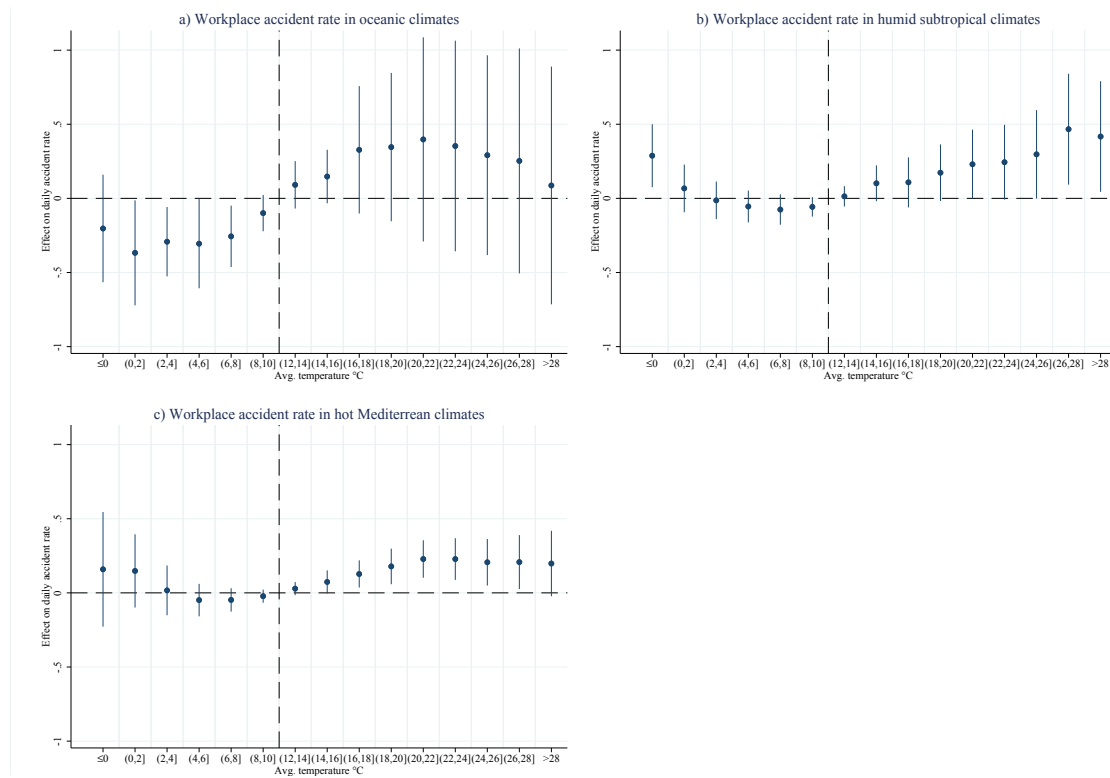 a) Workplace accident rate in oceanic climates
Effect on daily accident rate
1
.5
0
-.5
-1
≤0 (0,2] (2,4] (4,6] (6,8] (8,10] (12,14] (14,16] (16,18] (18,20] (20,22] (22,24] (24,26] (26,28] >28
Avg. temperature °C
b) Workplace accident rate in humid subtropical climates
Effect on daily accident rate
1
.5
0
-.5
-1
≤0 (0,2] (2,4] (4,6] (6,8] (8,10] (12,14] (14,16] (16,18] (18,20] (20,22] (22,24] (24,26] (26,28] >28
Avg. temperature °C
c) Workplace accident rate in hot Mediterrean climates
Effect on daily accident rate
1
.5
0
-.5
-1
≤0 (0,2] (2,4] (4,6] (6,8] (8,10] (12,14] (14,16] (16,18] (18,20] (20,22] (22,24] (24,26] (26,28] >28
Avg. temperature °C